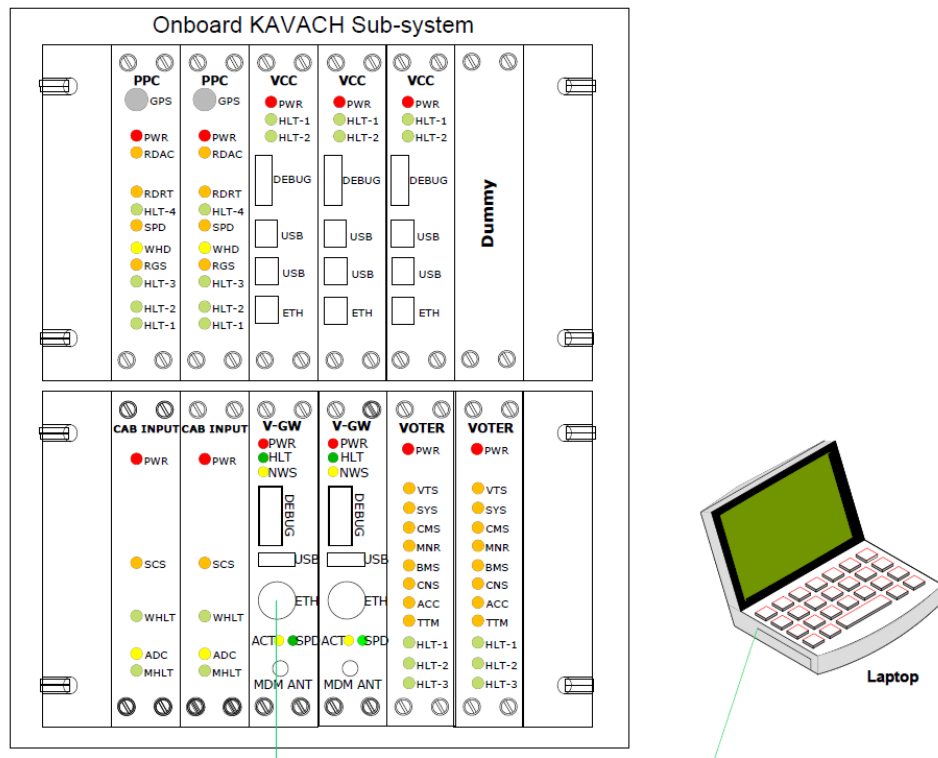 Onboard KAVACH Sub-system
PPC
GPS
PWR
RDAC
RDRT
HLT-4
SPD
WHD
RGS
HLT-3
HLT-2
HLT-1
PPC
GPS
PWR
RDAC
RDRT
HLT-4
SPD
WHD
RGS
HLT-3
HLT-2
HLT-1
VCC
PWR
HLT-1
HLT-2
DEBUG
USB
USB
ETH
VCC
PWR
HLT-1
HLT-2
DEBUG
USB
USB
ETH
VCC
PWR
HLT-1
HLT-2
DEBUG
USB
USB
ETH
Dummy
CAB INPUT
PWR
SCS
WHLT
ADC
MHLT
CAB INPUT
PWR
SCS
WHLT
ADC
MHLT
V-GW
PWR
HLT
NWS
DEBUG
USB
ETH
ACT SPD
MDM ANT
V-GW
PWR
HLT
NWS
DEBUG
USB
ETH
ACT SPD
MDM ANT
VOTER
PWR
VTS
SYS
CMS
MNR
BMS
CNS
ACC
TTM
HLT-1
HLT-2
HLT-3
VOTER
PWR
VTS
SYS
CMS
MNR
BMS
CNS
ACC
TTM
HLT-1
HLT-2
HLT-3
Laptop